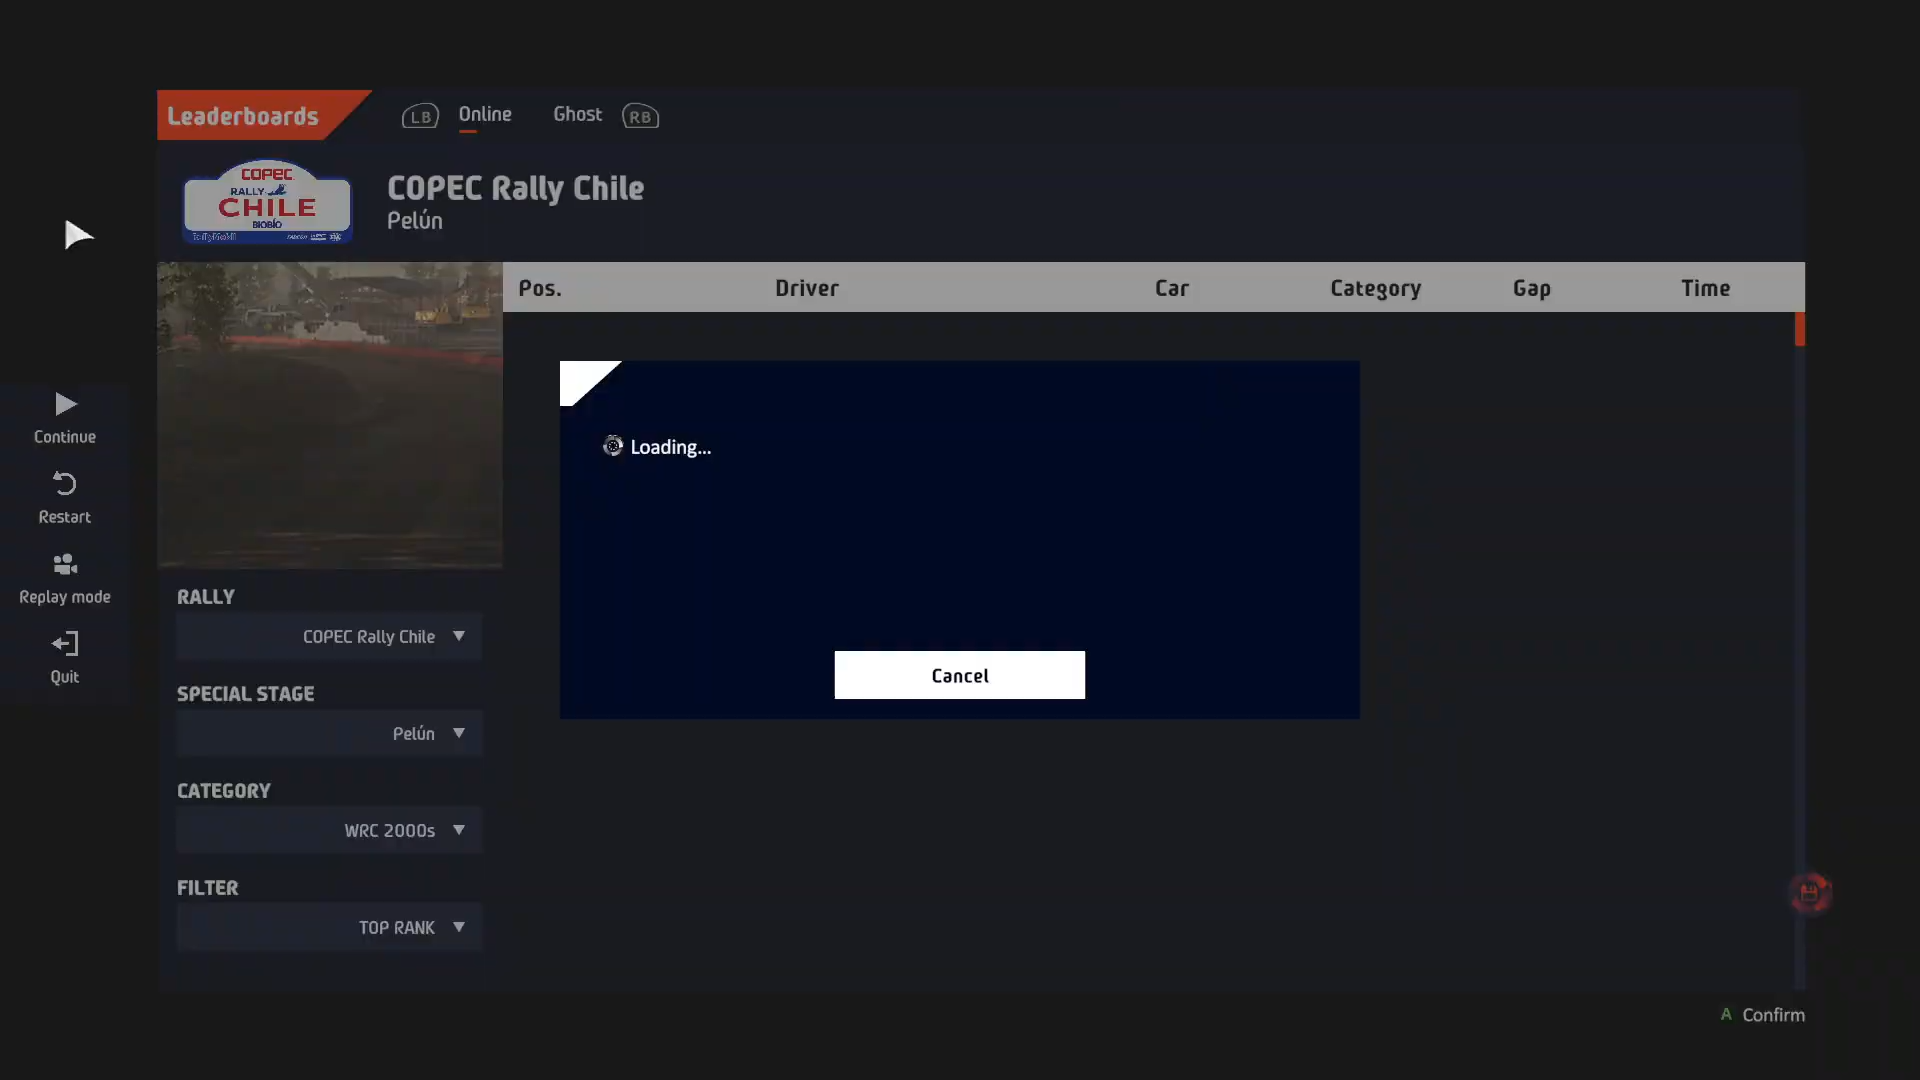 Leaderboards
LB Online Ghost RB
COPEC
RALLY
CHILE
BIOBÍO
COPEC Rally Chile
Pelún
Pos. Driver Car Category Gap Time
Continue
Restart
Replay mode
Quit
Loading...
Cancel
RALLY
COPEC Rally Chile
SPECIAL STAGE
Pelún
CATEGORY
WRC 2000s
FILTER
TOP RANK
A Confirm